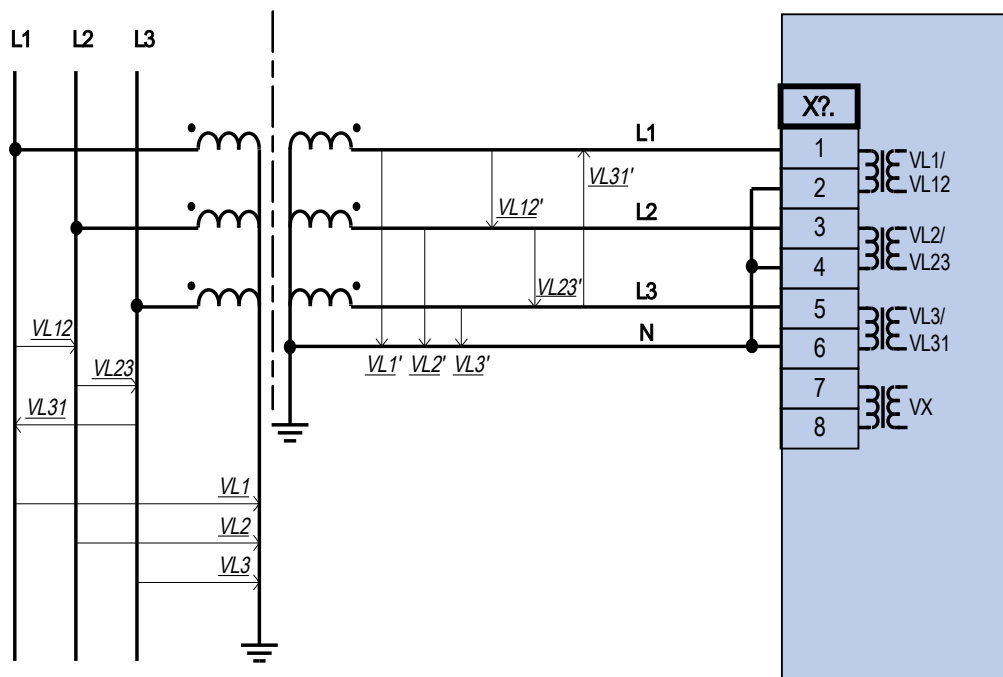 L1
L2
L3
X?.
L1
1
VL1/
VL31'
2
VL12
VL12'
L2
3
VL2/
4
VL23
VL23'
L3
5
VL3/
VL12
N
6
VL31
VL23
VL1'
VL2'
VL3'
7
VL31
VX
8
VL1
VL2
VL3